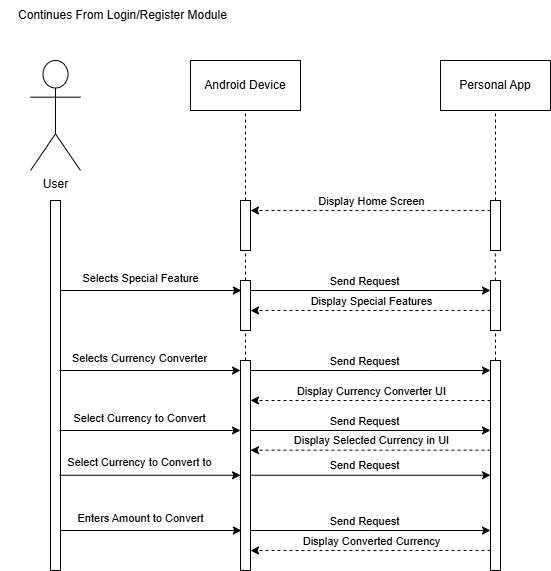 Continues From Login/Register Module
Android Device
Personal App
User
Display Home Screen
Selects Special Feature
Send Request
Display Special Features
Selects Currency Converter
Send Request
Display Currency Converter UI
Select Currency to Convert
Send Request
Display Selected Currency in UI
Select Currency to Convert to
Send Request
Enters Amount to Convert
Send Request
Display Converted Currency